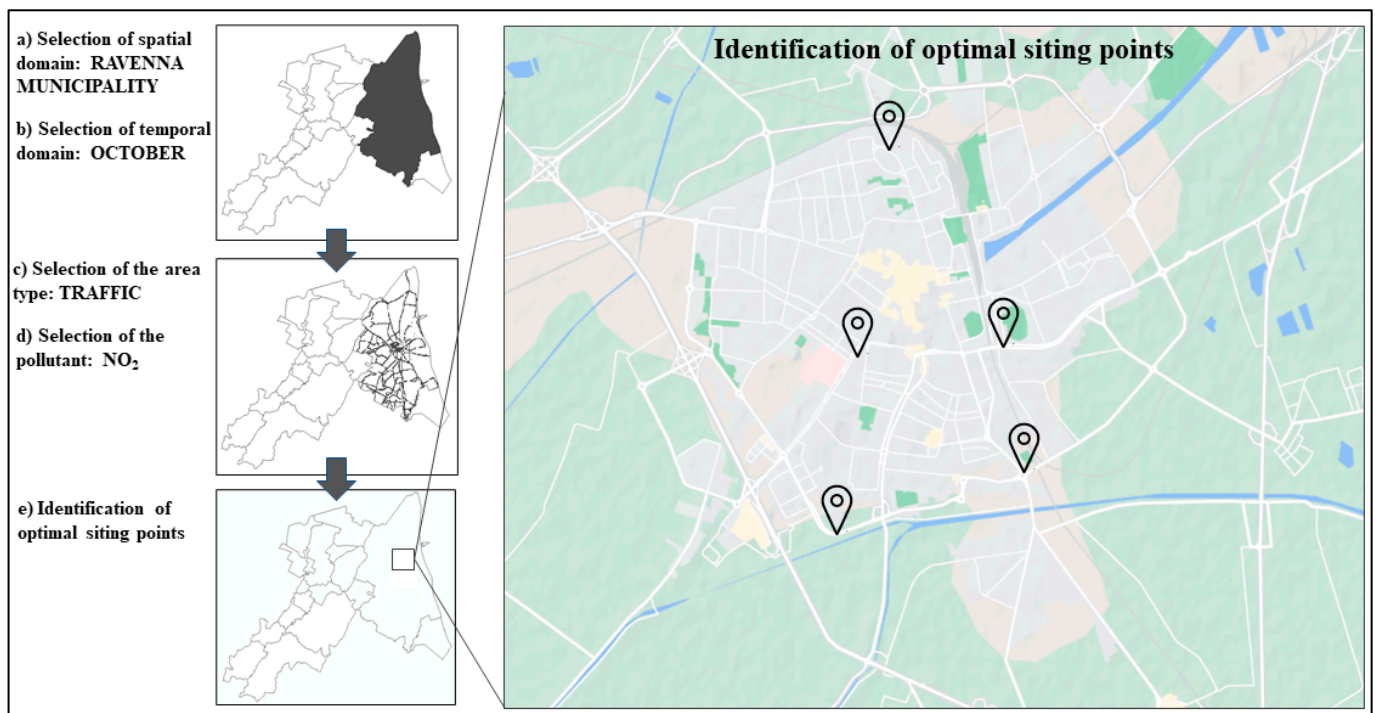 a) Selection of spatial
domain: RAVENNA
MUNICIPALITY
b) Selection of temporal
domain: OCTOBER
c) Selection of the area
type: TRAFFIC
d) Selection of the
pollutant: NO₂
e) Identification of
optimal siting points
Identification of optimal siting points